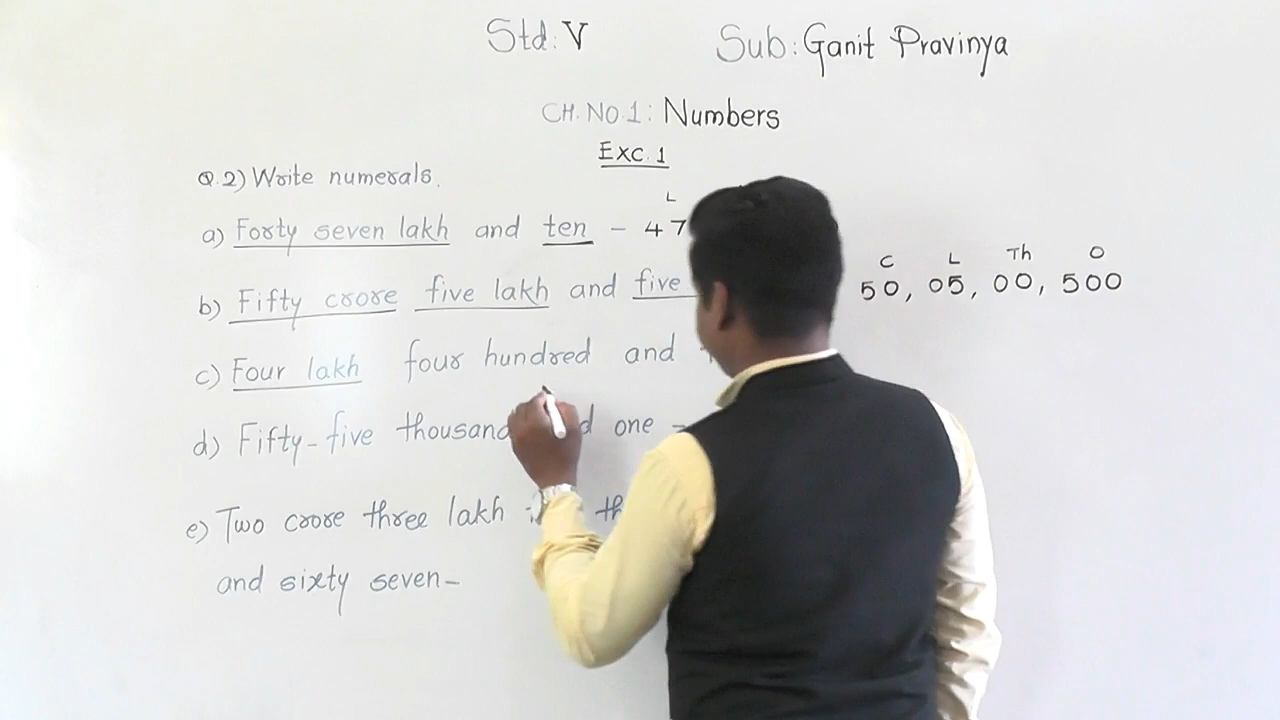 Std: V Sub: Ganit Pravinya
CH. NO 1: Numbers
Exc. 1
Q.2) Write numerals.
L
a) Forty seven lakh and ten - 47
C L Th O
50, 05, 00, 500
b) Fifty crore five lakh and five
c) Four lakh four hundred and
d) Fifty-five thousand one -
e) Two crore three lakh
and sixty seven-